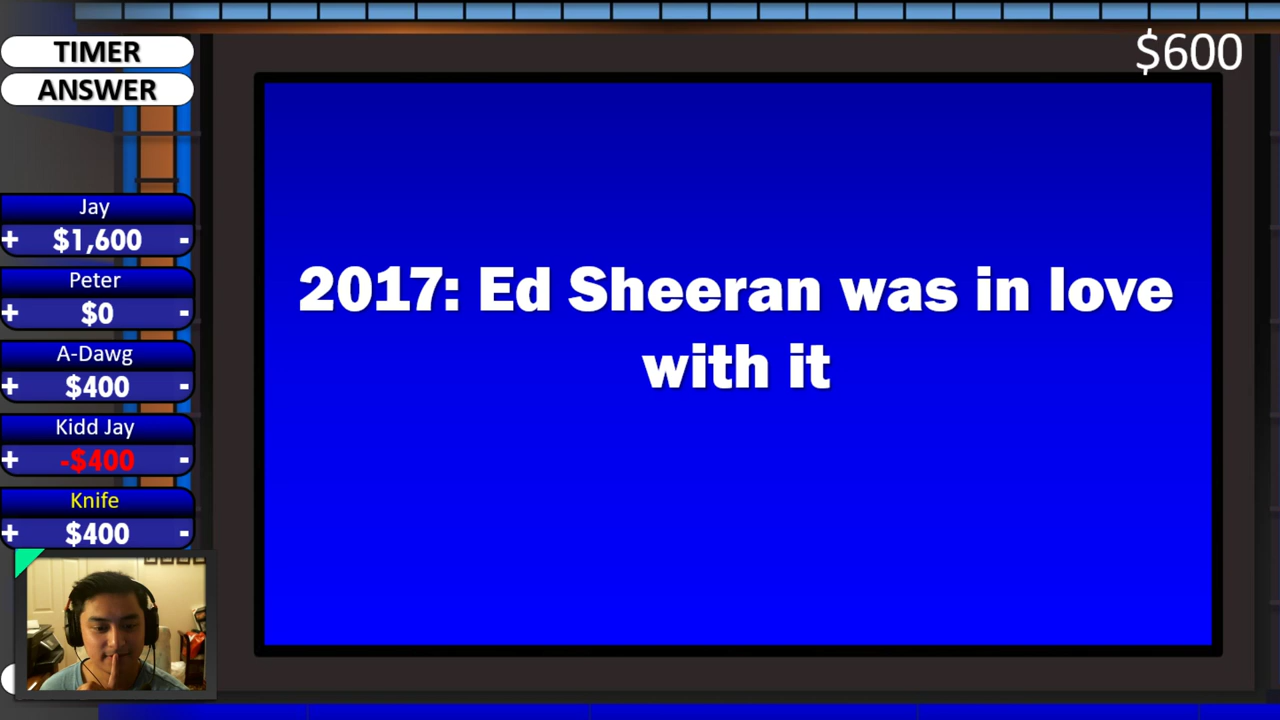 $600
TIMER
ANSWER
2017: Ed Sheeran was in love
with it
Jay
+ $1,600 -
Peter
+ $0 -
A-Dawg
+ $400 -
Kidd Jay
+ -$400 -
Knife
+ $400 -